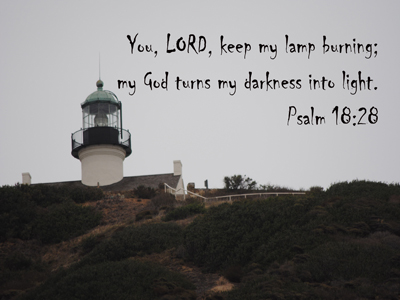 You, LORD, keep my lamp burning;
my God turns my darkness into light.
Psalm 18:28